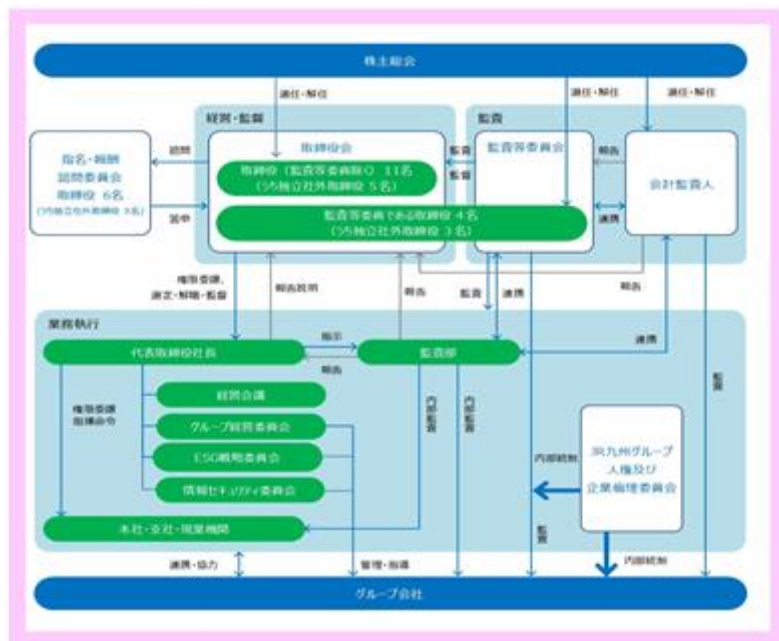 株主総会
選任・解任
選任・解任
選任・解任
経営・監督
監査
指名・報酬
諮問委員会
取締役 6名
(うち独立社外取締役 3名)
諮問
答申
取締役会
取締役(監査等委員除く) 11名
(うち独立社外取締役 5名)
監査等委員である取締役 4名
(うち独立社外取締役 3名)
監査
監督
監査等委員会
報告
連携
会計監査人
権限委譲、
選定・解職・監督
報告説明
報告
監査
連携
報告
連携
監査
業務執行
代表取締役社長
指示
報告
監査部
権限委譲
指揮命令
経営会議
グループ経営委員会
ESG戦略委員会
情報セキュリティ委員会
本社・支社・現業機関
内部監査
内部監査
内部統制
監査
JR九州グループ
人権及び
企業倫理委員会
内部統制
連携・協力
管理・指導
グループ会社